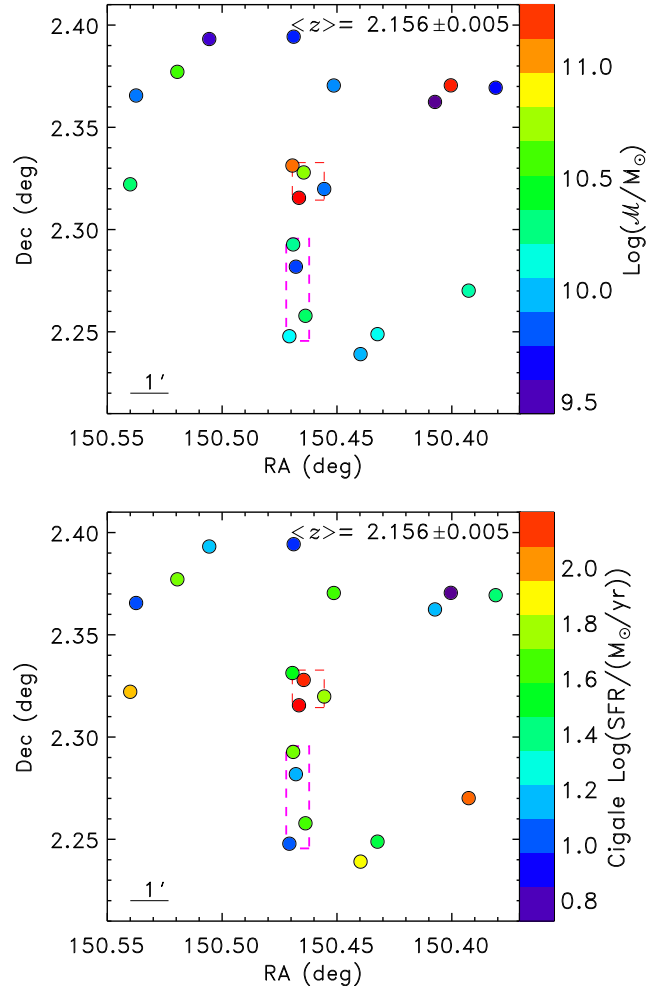 <z>= 2.156±0.005
2.40
2.35
2.30
2.25
Dec (deg)
1′
150.55 150.50 150.45 150.40
RA (deg)
11.0
10.5
10.0
9.5
Log(ℳ/M⊙)
<z>= 2.156±0.005
2.40
2.35
2.30
2.25
Dec (deg)
1′
150.55 150.50 150.45 150.40
RA (deg)
2.0
1.8
1.6
1.4
1.2
1.0
0.8
Cigale Log(SFR/(M⊙/yr))